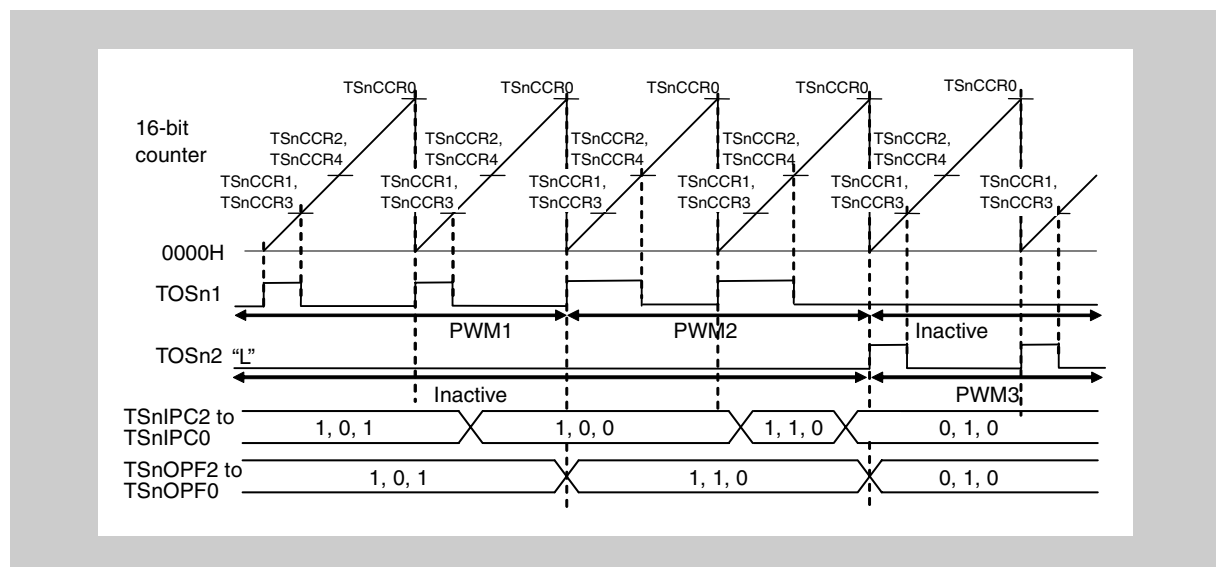 TSnCCR0 TSnCCR0 TSnCCR0 TSnCCR0 TSnCCR0
16-bit
counter
TSnCCR2, TSnCCR2, TSnCCR2, TSnCCR2, TSnCCR2,
TSnCCR4 TSnCCR4 TSnCCR4 TSnCCR4 TSnCCR4
TSnCCR1, TSnCCR1, TSnCCR1, TSnCCR1, TSnCCR1, TSnCCR1,
TSnCCR3 TSnCCR3 TSnCCR3 TSnCCR3 TSnCCR3 TSnCCR3
0000H
TOSn1
PWM1 PWM2 Inactive
TOSn2 “L”
Inactive PWM3
TSnIPC2 to
TSnIPC0
1, 0, 1 1, 0, 0 1, 1, 0 0, 1, 0
TSnOPF2 to
TSnOPF0
1, 0, 1 1, 1, 0 0, 1, 0